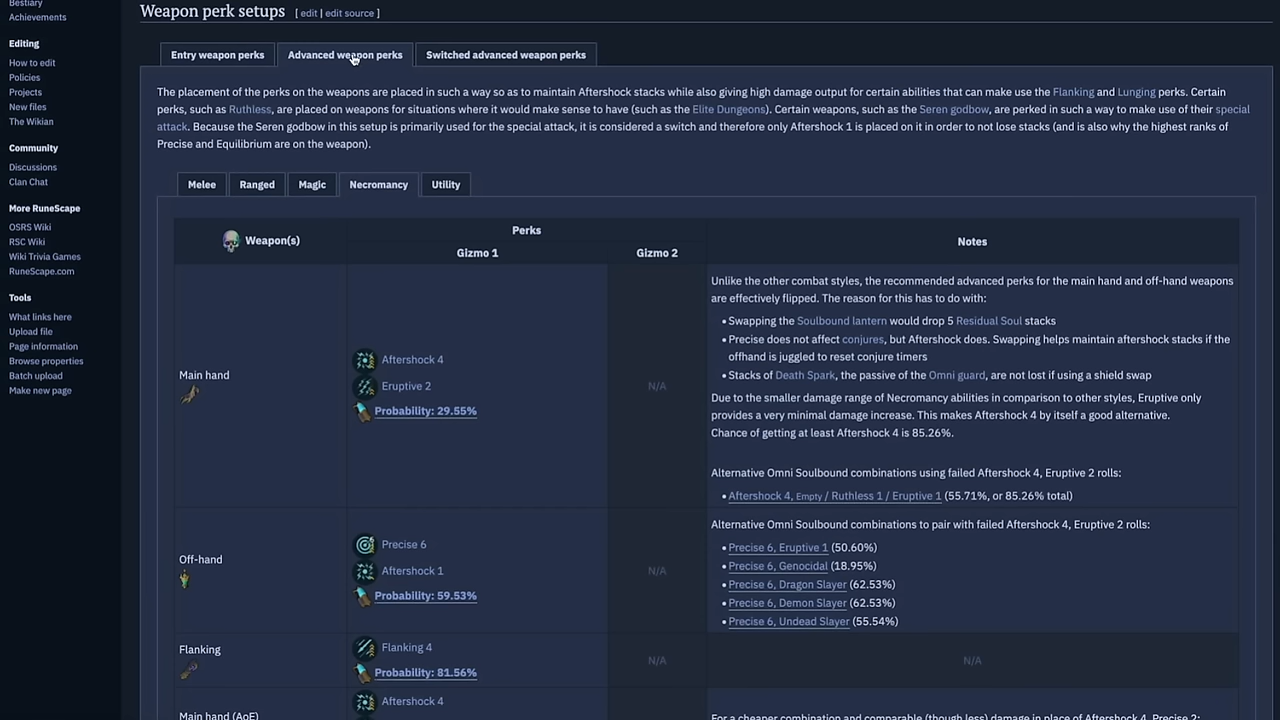 Bestiary
Achievements
Editing
How to edit
Policies
Projects
New files
The Wikian
Community
Discussions
Clan Chat
More RuneScape
OSRS Wiki
RSC Wiki
Wiki Trivia Games
RuneScape.com
Tools
What links here
Upload file
Page information
Browse properties
Batch upload
Make new page
Weapon perk setups [ edit | edit source ]
Entry weapon perks Advanced weapon perks Switched advanced weapon perks
The placement of the perks on the weapons are placed in such a way so as to maintain Aftershock stacks while also giving high damage output for certain abilities that can make use the Flanking and Lunging perks. Certain
perks, such as Ruthless, are placed on weapons for situations where it would make sense to have (such as the Elite Dungeons). Certain weapons, such as the Seren godbow, are perked in such a way to make use of their special
attack. Because the Seren godbow in this setup is primarily used for the special attack, it is considered a switch and therefore only Aftershock 1 is placed on it in order to not lose stacks (and is also why the highest ranks of
Precise and Equilibrium are on the weapon).
Melee Ranged Magic Necromancy Utility
Weapon(s) Perks Notes
Gizmo 1 Gizmo 2
Main hand
Aftershock 4
Eruptive 2
Probability: 29.55%
N/A
Unlike the other combat styles, the recommended advanced perks for the main hand and off-hand weapons
are effectively flipped. The reason for this has to do with:
• Swapping the Soulbound lantern would drop 5 Residual Soul stacks
• Precise does not affect conjures, but Aftershock does. Swapping helps maintain aftershock stacks if the
offhand is juggled to reset conjure timers
• Stacks of Death Spark, the passive of the Omni guard, are not lost if using a shield swap
Due to the smaller damage range of Necromancy abilities in comparison to other styles, Eruptive only
provides a very minimal damage increase. This makes Aftershock 4 by itself a good alternative.
Chance of getting at least Aftershock 4 is 85.26%.
Alternative Omni Soulbound combinations using failed Aftershock 4, Eruptive 2 rolls:
• Aftershock 4, Empty / Ruthless 1 / Eruptive 1 (55.71%, or 85.26% total)
Off-hand
Precise 6
Aftershock 1
Probability: 59.53%
N/A
Alternative Omni Soulbound combinations to pair with failed Aftershock 4, Eruptive 2 rolls:
• Precise 6, Eruptive 1 (50.60%)
• Precise 6, Genocidal (18.95%)
• Precise 6, Dragon Slayer (62.53%)
• Precise 6, Demon Slayer (62.53%)
• Precise 6, Undead Slayer (55.54%)
Flanking
Flanking 4
Probability: 81.56%
N/A
N/A
Main hand (AoE)
Aftershock 4
For a cheaper combination and comparable (though less) damage in place of Aftershock 4, Precise 2: